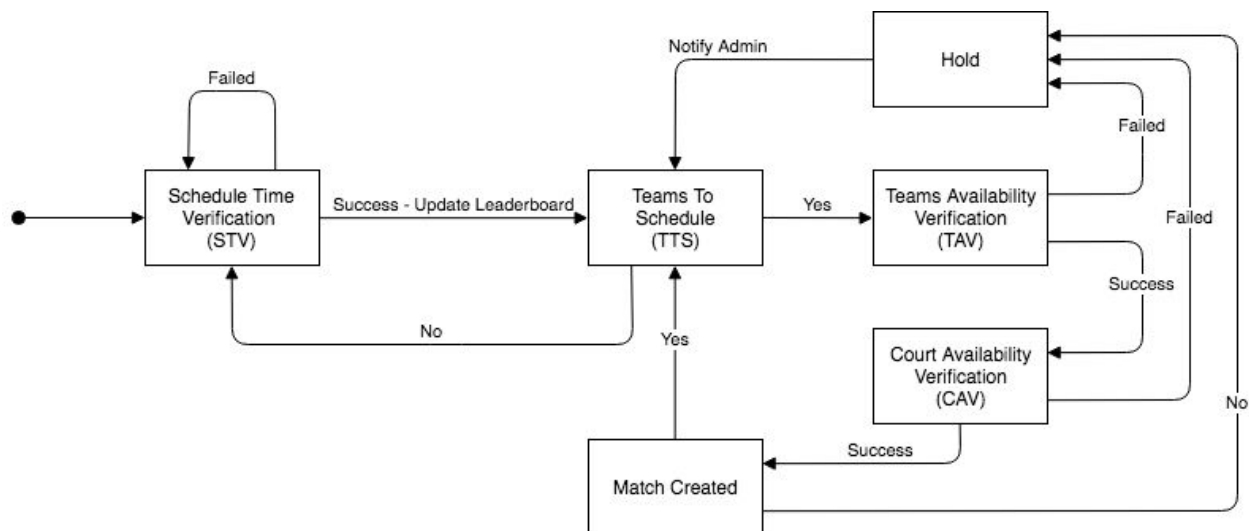 Notify Admin
Hold
Failed
Failed
Schedule Time
Verification
(STV)
Success - Update Leaderboard
Teams To
Schedule
(TTS)
Yes
Teams Availability
Verification
(TAV)
Failed
Success
No
Yes
Court Availability
Verification
(CAV)
No
Success
Match Created